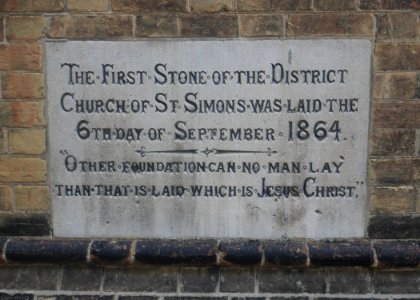 The First Stone of the District
Church of St Simons was laid the
6th day of September 1864.
"Other foundation can no man lay
than that is laid which is Jesus Christ."